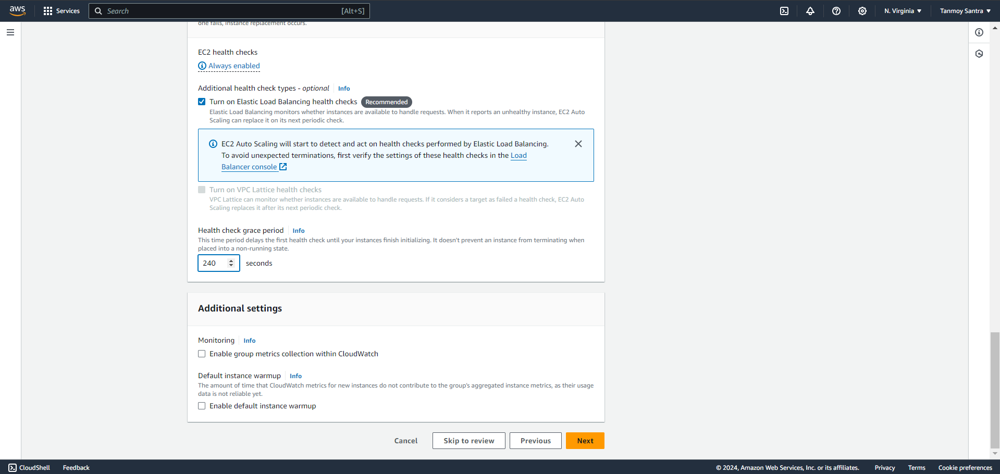 aws
Services
Search
[Alt+S]
N. Virginia
Tanmoy Santra
one fails, instance replacement occurs.
EC2 health checks
Always enabled
Additional health check types - optional
Info
Turn on Elastic Load Balancing health checks
Recommended
Elastic Load Balancing monitors whether instances are available to handle requests. When it reports an unhealthy instance, EC2 Auto
Scaling can replace it on its next periodic check.
EC2 Auto Scaling will start to detect and act on health checks performed by Elastic Load Balancing.
To avoid unexpected terminations, first verify the settings of these health checks in the Load
Balancer console
Turn on VPC Lattice health checks
VPC Lattice can monitor whether instances are available to handle requests. If it considers a target as failed a health check, EC2 Auto
Scaling replaces it after its next periodic check.
Health check grace period
Info
This time period delays the first health check until your instances finish initializing. It doesn't prevent an instance from terminating when
placed into a non-running state.
240
seconds
Additional settings
Monitoring
Info
Enable group metrics collection within CloudWatch
Default instance warmup
Info
The amount of time that CloudWatch metrics for new instances do not contribute to the group's aggregated instance metrics, as their usage
data is not reliable yet.
Enable default instance warmup
Cancel
Skip to review
Previous
Next
CloudShell
Feedback
© 2024, Amazon Web Services, Inc. or its affiliates.
Privacy
Terms
Cookie preferences